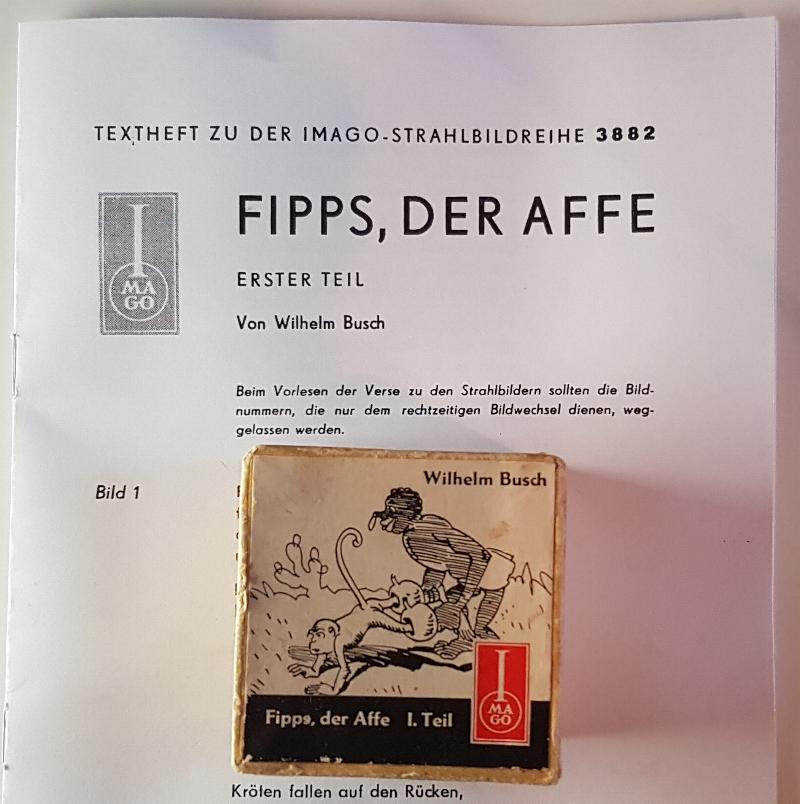 TEXTHEFT ZU DER IMAGO-STRAHLBILDREIHE 3882
I
MA
GO
FIPPS, DER AFFE
ERSTER TEIL
Von Wilhelm Busch
Beim Vorlesen der Verse zu den Strahlbildern sollten die Bild-
nummern, die nur dem rechtzeitigen Bildwechsel dienen, weg-
gelassen werden.
Bild 1
Wilhelm Busch
I
MA
GO
Fipps, der Affe I. Teil
Kröten fallen auf den Rücken,